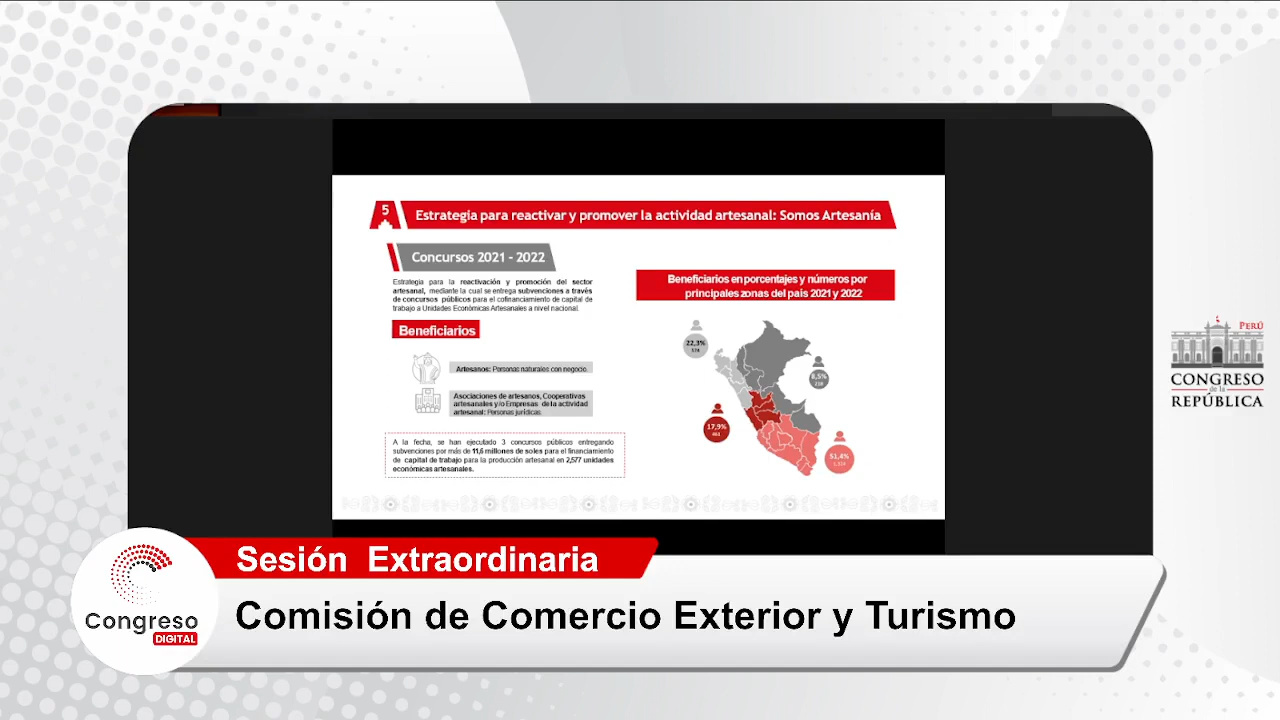 5
Estrategia para reactivar y promover la actividad artesanal: Somos Artesanía
Concursos 2021 - 2022
Estrategia para la reactivación y promoción del sector
artesanal, mediante la cual se entrega subvenciones a través
de concursos públicos para el cofinanciamiento de capital de
trabajo a Unidades Económicas Artesanales a nivel nacional.
Beneficiarios
Artesanos: Personas naturales con negocio.
Asociaciones de artesanos, Cooperativas
artesanales y/o Empresas de la actividad
artesanal: Personas jurídicas.
A la fecha, se han ejecutado 3 concursos públicos entregando
subvenciones por más de 11,6 millones de soles para el financiamiento
de capital de trabajo para la producción artesanal en 2,577 unidades
económicas artesanales.
Beneficiarios en porcentajes y números por
principales zonas del país 2021 y 2022
22,3%
8,5%
17,9%
51,4%
PERÚ
CONGRESO
de la
REPÚBLICA
Sesión Extraordinaria
Comisión de Comercio Exterior y Turismo
Congreso
DIGITAL